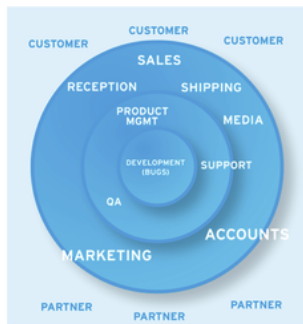 CUSTOMER
CUSTOMER
CUSTOMER
SALES
RECEPTION
SHIPPING
PRODUCT
MGMT
MEDIA
DEVELOPMENT
(BUGS)
SUPPORT
QA
ACCOUNTS
MARKETING
PARTNER
PARTNER
PARTNER